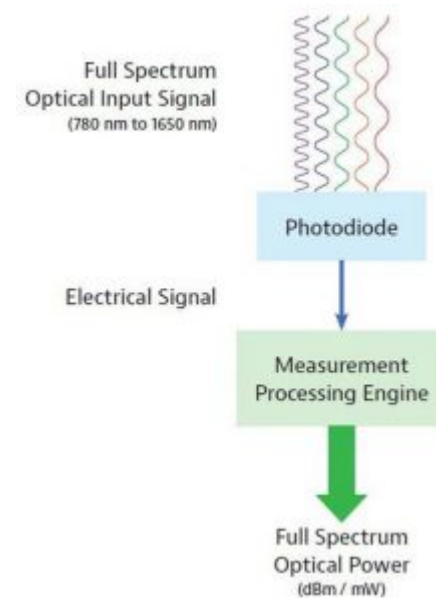 Full Spectrum
Optical Input Signal
(780 nm to 1650 nm)
Photodiode
Electrical Signal
Measurement
Processing Engine
Full Spectrum
Optical Power
(dBm / mW)